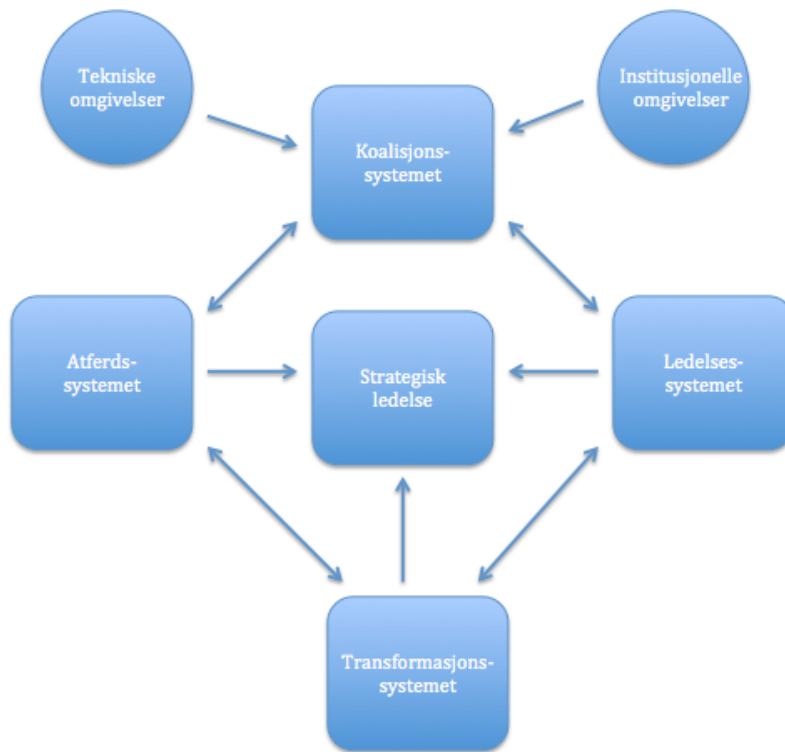 Tekniske
omgivelser
Institusjonelle
omgivelser
Koalisjons-
systemet
Atferds-
systemet
Strategisk
ledelse
Ledelses-
systemet
Transformasjons-
systemet